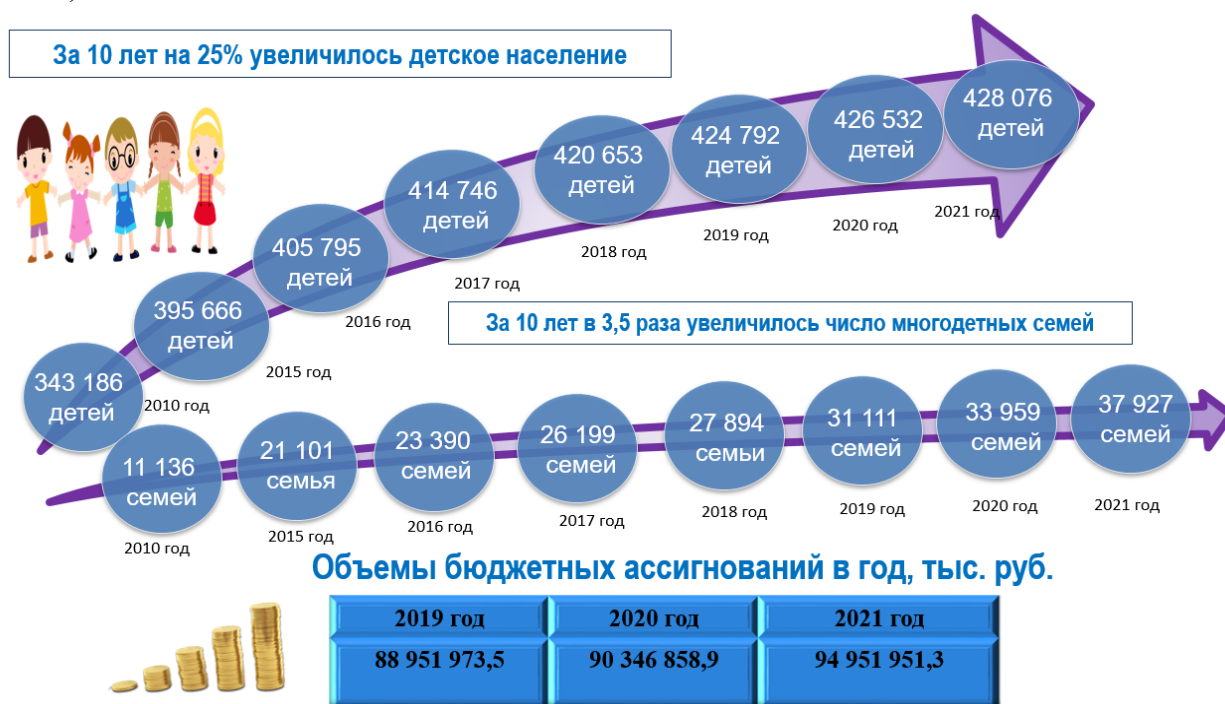 За 10 лет на 25% увеличилось детское население
343 186
детей
2010 год
395 666
детей
2015 год
405 795
детей
2016 год
414 746
детей
2017 год
420 653
детей
2018 год
424 792
детей
2019 год
426 532
детей
2020 год
428 076
детей
2021 год
За 10 лет в 3,5 раза увеличилось число многодетных семей
11 136
семей
2010 год
21 101
семья
2015 год
23 390
семей
2016 год
26 199
семей
2017 год
27 894
семьи
2018 год
31 111
семей
2019 год
33 959
семей
2020 год
37 927
семей
2021 год
Объемы бюджетных ассигнований в год, тыс. руб.
2019 год 2020 год 2021 год
88 951 973,5 90 346 858,9 94 951 951,3